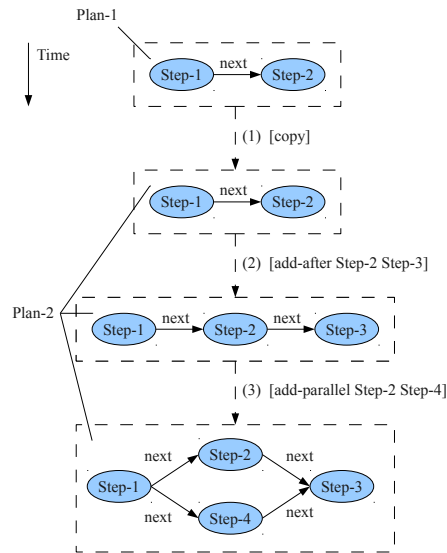 Plan-1
Time
next
Step-1 Step-2
(1) [copy]
next
Step-1 Step-2
(2) [add-after Step-2 Step-3]
Plan-2
next next
Step-1 Step-2 Step-3
(3) [add-parallel Step-2 Step-4]
next Step-2 next
Step-1 Step-3
next Step-4 next